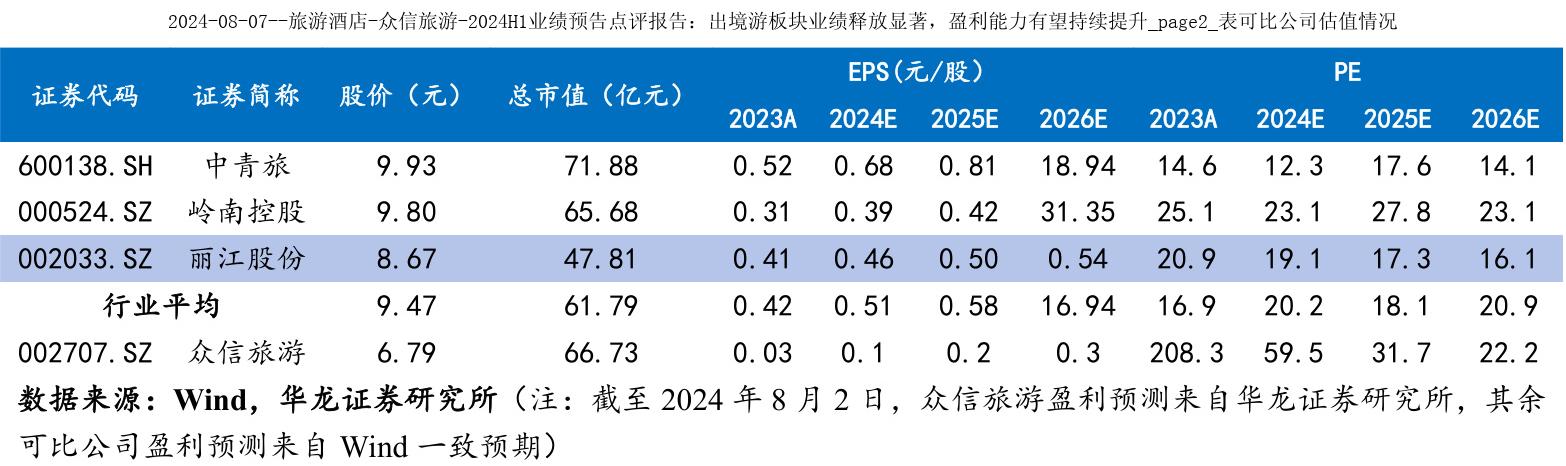 2024-08-07--旅游酒店-众信旅游-2024H1业绩预告点评报告：出境游板块业绩释放显著，盈利能力有望持续提升_page2_表可比公司估值情况
证券代码 证券简称 股价（元） 总市值（亿元） EPS(元/股) PE
2023A 2024E 2025E 2026E 2023A 2024E 2025E 2026E
600138.SH 中青旅 9.93 71.88 0.52 0.68 0.81 18.94 14.6 12.3 17.6 14.1
000524.SZ 岭南控股 9.80 65.68 0.31 0.39 0.42 31.35 25.1 23.1 27.8 23.1
002033.SZ 丽江股份 8.67 47.81 0.41 0.46 0.50 0.54 20.9 19.1 17.3 16.1
行业平均 9.47 61.79 0.42 0.51 0.58 16.94 16.9 20.2 18.1 20.9
002707.SZ 众信旅游 6.79 66.73 0.03 0.1 0.2 0.3 208.3 59.5 31.7 22.2
数据来源：Wind，华龙证券研究所（注：截至 2024 年 8 月 2 日，众信旅游盈利预测来自华龙证券研究所，其余
可比公司盈利预测来自 Wind 一致预期）